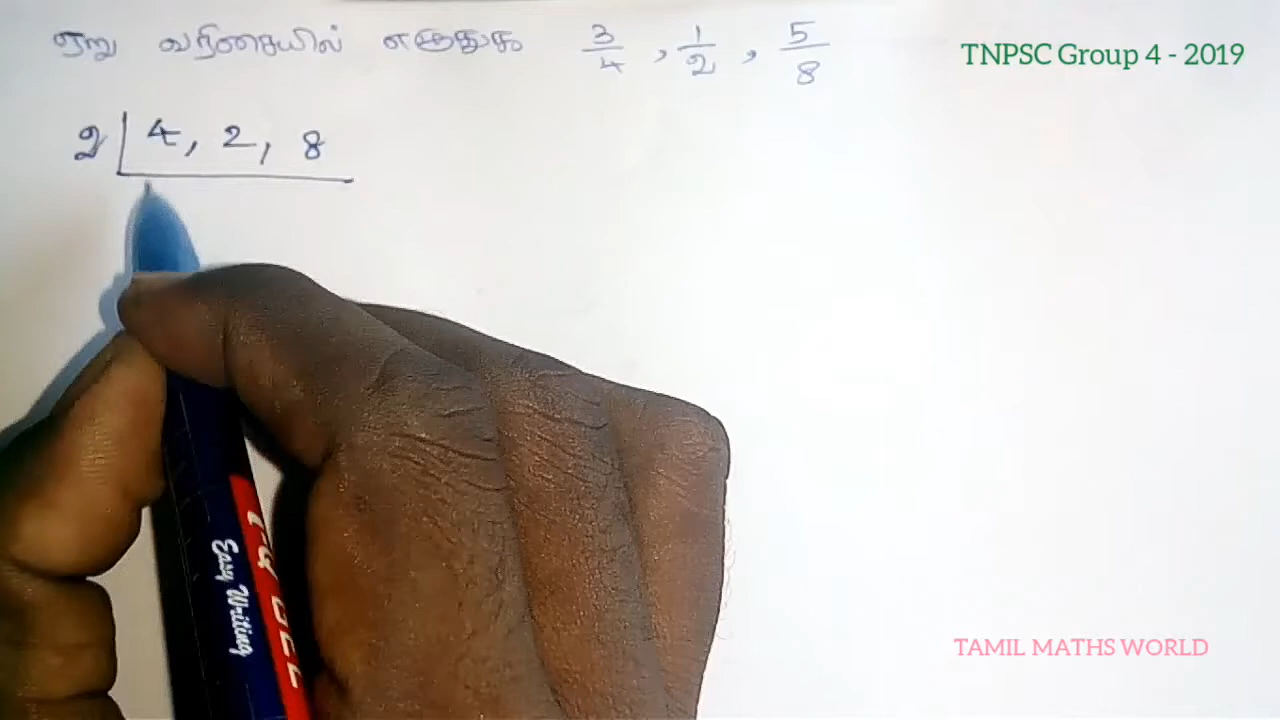 ஏறு வரிசையில் எழுதுக 3/4 , 1/2 , 5/8
TNPSC Group 4 - 2019
2 | 4, 2, 8
Easy Writing
TAMIL MATHS WORLD